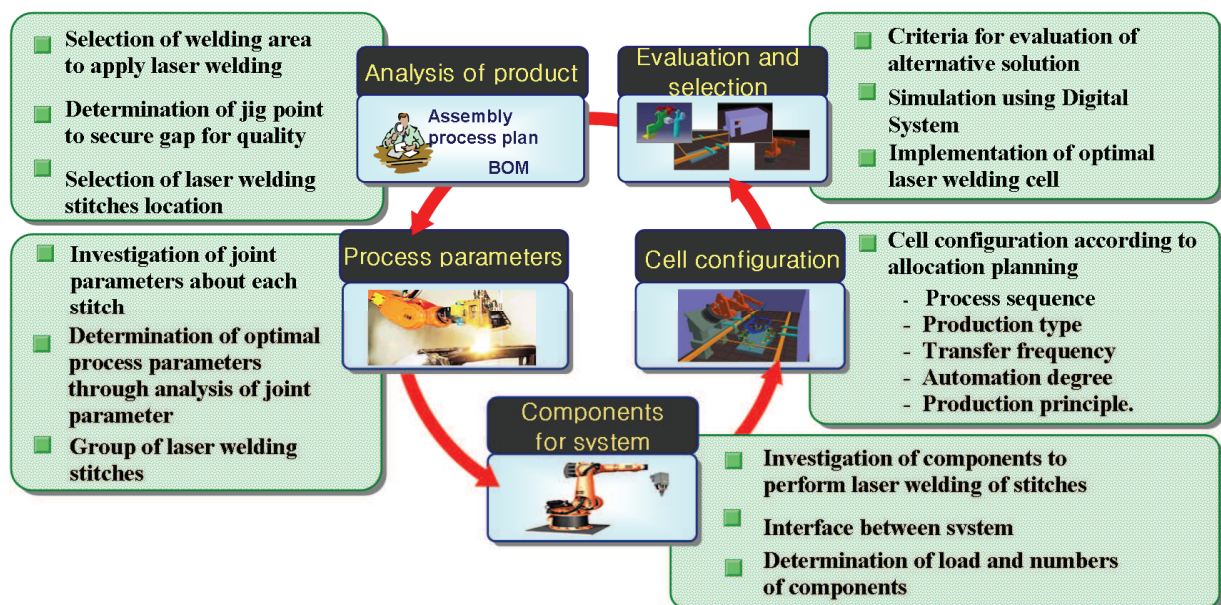 Selection of welding area
to apply laser welding
Determination of jig point
to secure gap for quality
Selection of laser welding
stitches location
Analysis of product
Assembly
process plan
BOM
Evaluation and
selection
Criteria for evaluation of
alternative solution
Simulation using Digital
System
Implementation of optimal
laser welding cell
Investigation of joint
parameters about each
stitch
Determination of optimal
process parameters
through analysis of joint
parameter
Group of laser welding
stitches
Process parameters
Cell configuration
Cell configuration according to
allocation planning
- Process sequence
- Production type
- Transfer frequency
- Automation degree
- Production principle.
Components
for system
Investigation of components to
perform laser welding of stitches
Interface between system
Determination of load and numbers
of components